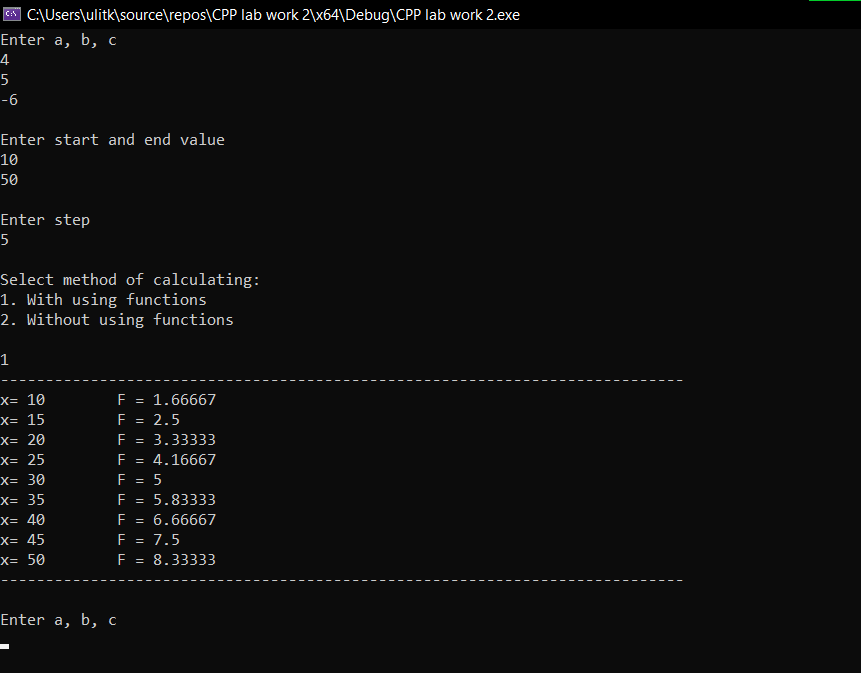 C:\Users\ulitk\source\repos\CPP lab work 2\x64\Debug\CPP lab work 2.exe
Enter a, b, c
4
5
-6
Enter start and end value
10
50
Enter step
5
Select method of calculating:
1. With using functions
2. Without using functions
1
----------------------------------------------------------------------------
x= 10        F = 1.66667
x= 15        F = 2.5
x= 20        F = 3.33333
x= 25        F = 4.16667
x= 30        F = 5
x= 35        F = 5.83333
x= 40        F = 6.66667
x= 45        F = 7.5
x= 50        F = 8.33333
----------------------------------------------------------------------------
Enter a, b, c